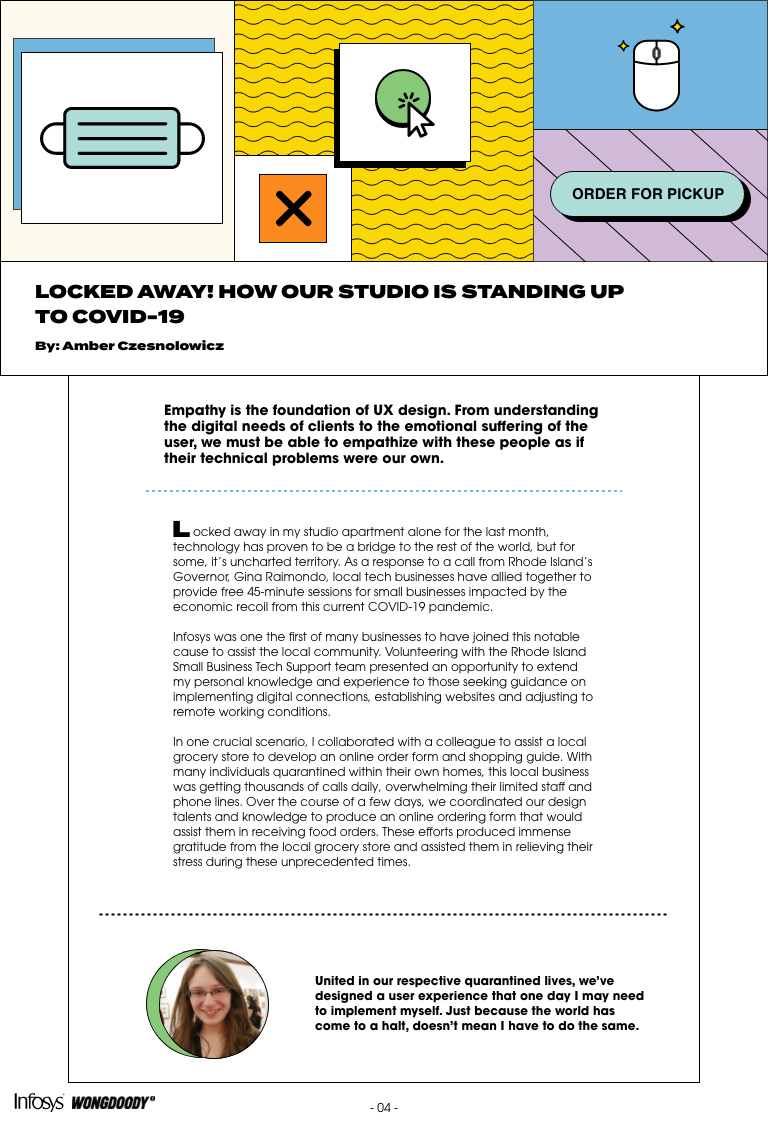 ORDER FOR PICKUP
LOCKED AWAY! HOW OUR STUDIO IS STANDING UP
TO COVID-19
By: Amber Czesnolowicz
Empathy is the foundation of UX design. From understanding
the digital needs of clients to the emotional suffering of the
user, we must be able to empathize with these people as if
their technical problems were our own.
Locked away in my studio apartment alone for the last month,
technology has proven to be a bridge to the rest of the world, but for
some, it's uncharted territory. As a response to a call from Rhode Island's
Governor, Gina Raimondo, local tech businesses have allied together to
provide free 45-minute sessions for small businesses impacted by the
economic recoil from this current COVID-19 pandemic.
Infosys was one the first of many businesses to have joined this notable
cause to assist the local community. Volunteering with the Rhode Island
Small Business Tech Support team presented an opportunity to extend
my personal knowledge and experience to those seeking guidance on
implementing digital connections, establishing websites and adjusting to
remote working conditions.
In one crucial scenario, I collaborated with a colleague to assist a local
grocery store to develop an online order form and shopping guide. With
many individuals quarantined within their own homes, this local business
was getting thousands of calls daily, overwhelming their limited staff and
phone lines. Over the course of a few days, we coordinated our design
talents and knowledge to produce an online ordering form that would
assist them in receiving food orders. These efforts produced immense
gratitude from the local grocery store and assisted them in relieving their
stress during these unprecedented times.
United in our respective quarantined lives, we've
designed a user experience that one day I may need
to implement myself. Just because the world has
come to a halt, doesn't mean I have to do the same.
Infosys WONGDOODY
- 04 -